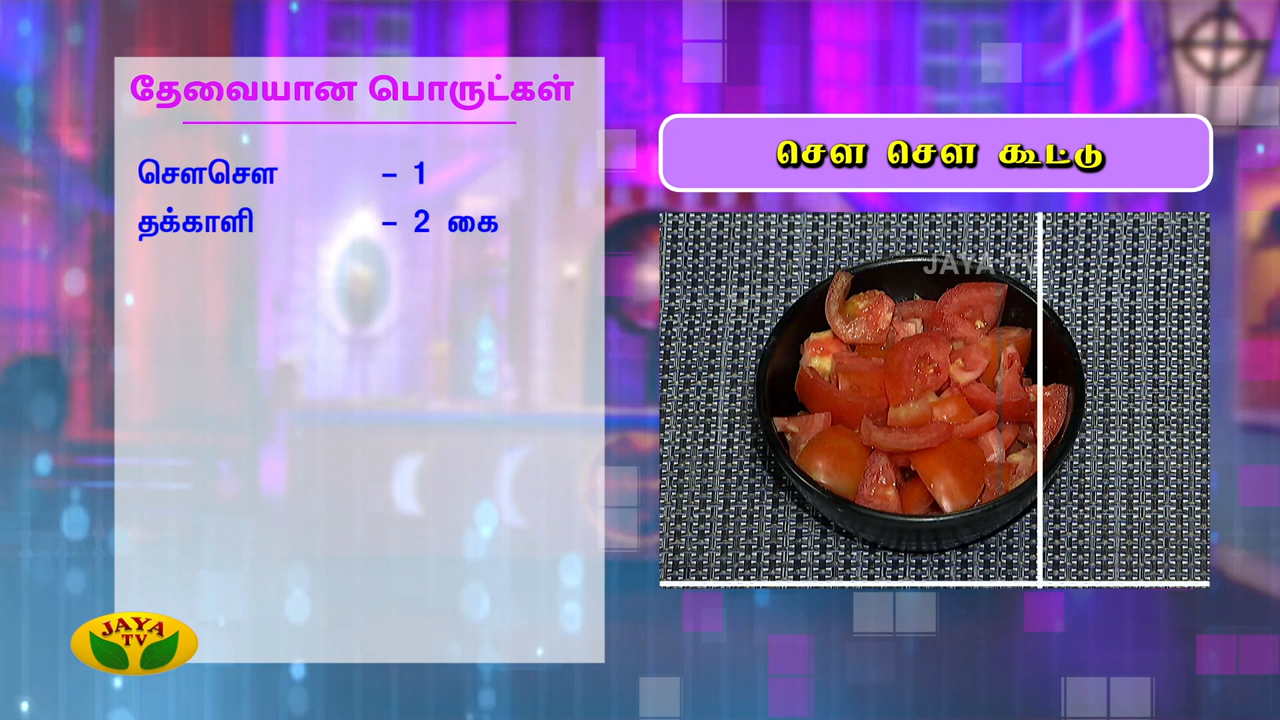 தேவையான பொருட்கள்
சௌசௌ - 1
தக்காளி - 2 கை
சௌ சௌ கூட்டு
JAYA TV
JAYA
TV